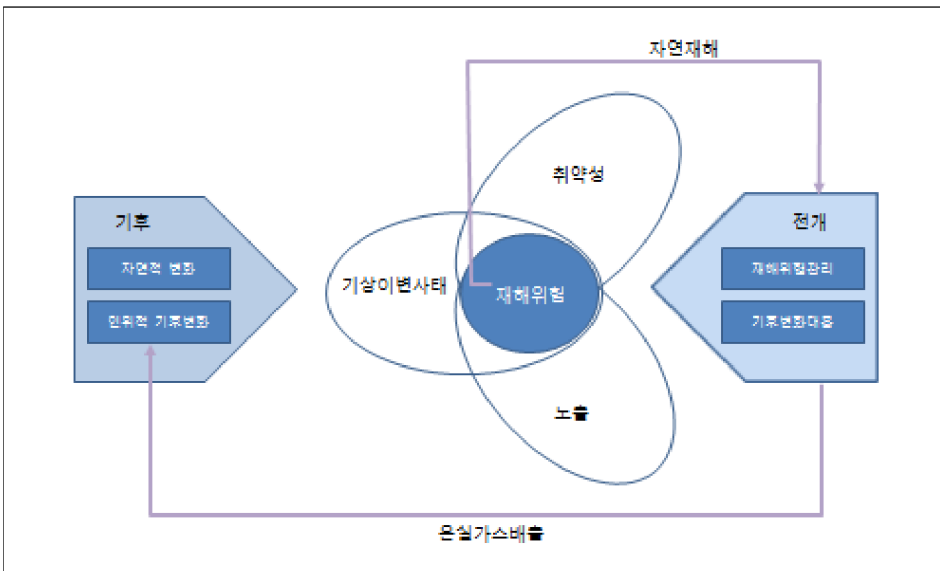 자연재해
취약성
기후
전개
자연적 변화
재해위험관리
기상이변사태
재해위험
인위적 기후변화
기후변화대응
노출
온실가스배출